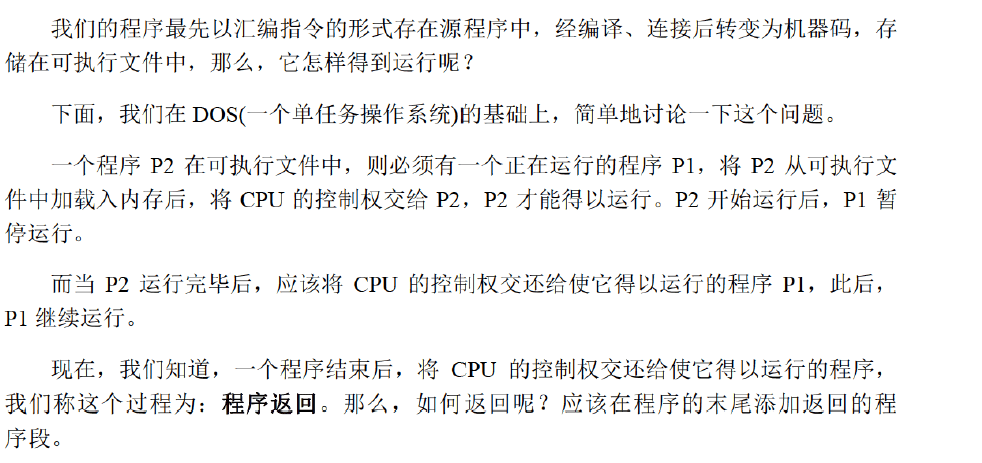 我们的程序最先以汇编指令的形式存在源程序中，经编译、连接后转变为机器码，存
储在可执行文件中，那么，它怎样得到运行呢？
下面，我们在 DOS(一个单任务操作系统)的基础上，简单地讨论一下这个问题。
一个程序 P2 在可执行文件中，则必须有一个正在运行的程序 P1，将 P2 从可执行文
件中加载入内存后，将 CPU 的控制权交给 P2，P2 才能得以运行。P2 开始运行后，P1 暂
停运行。
而当 P2 运行完毕后，应该将 CPU 的控制权交还给使它得以运行的程序 P1，此后，
P1 继续运行。
现在，我们知道，一个程序结束后，将 CPU 的控制权交还给使它得以运行的程序，
我们称这个过程为：程序返回。那么，如何返回呢？应该在程序的末尾添加返回的程
序段。